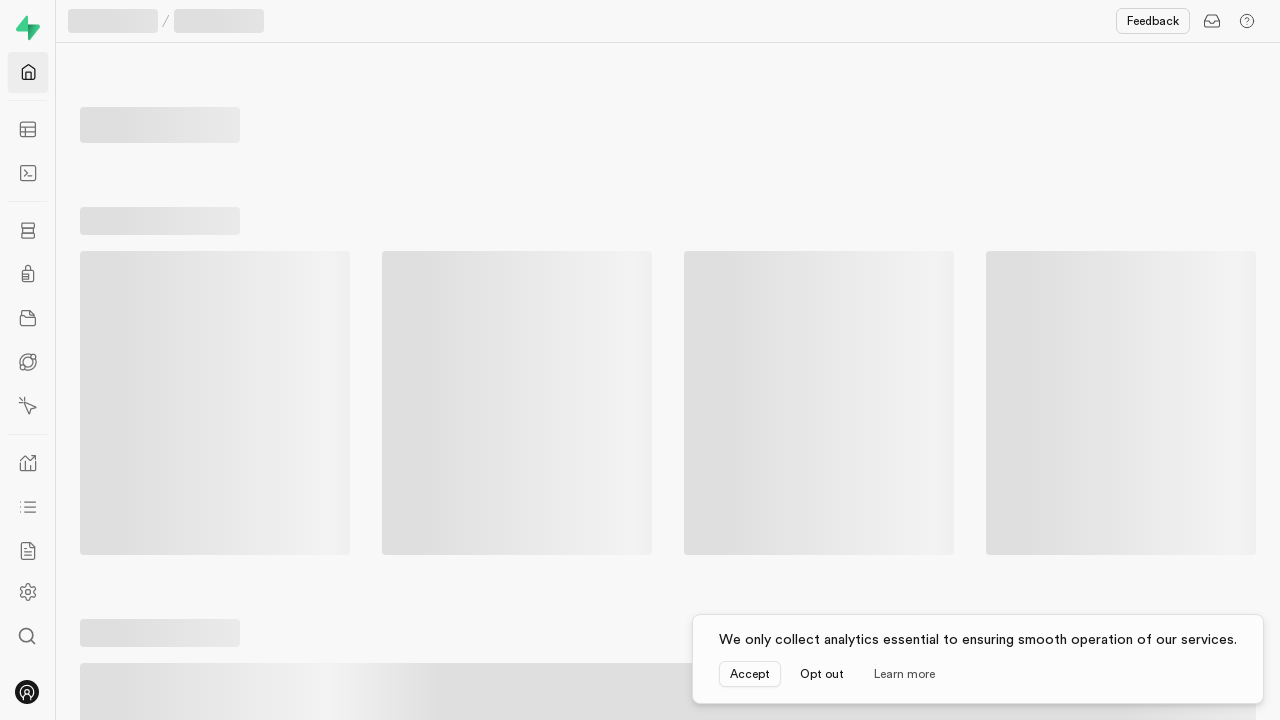 /
Feedback
We only collect analytics essential to ensuring smooth operation of our services.
Accept
Opt out
Learn more